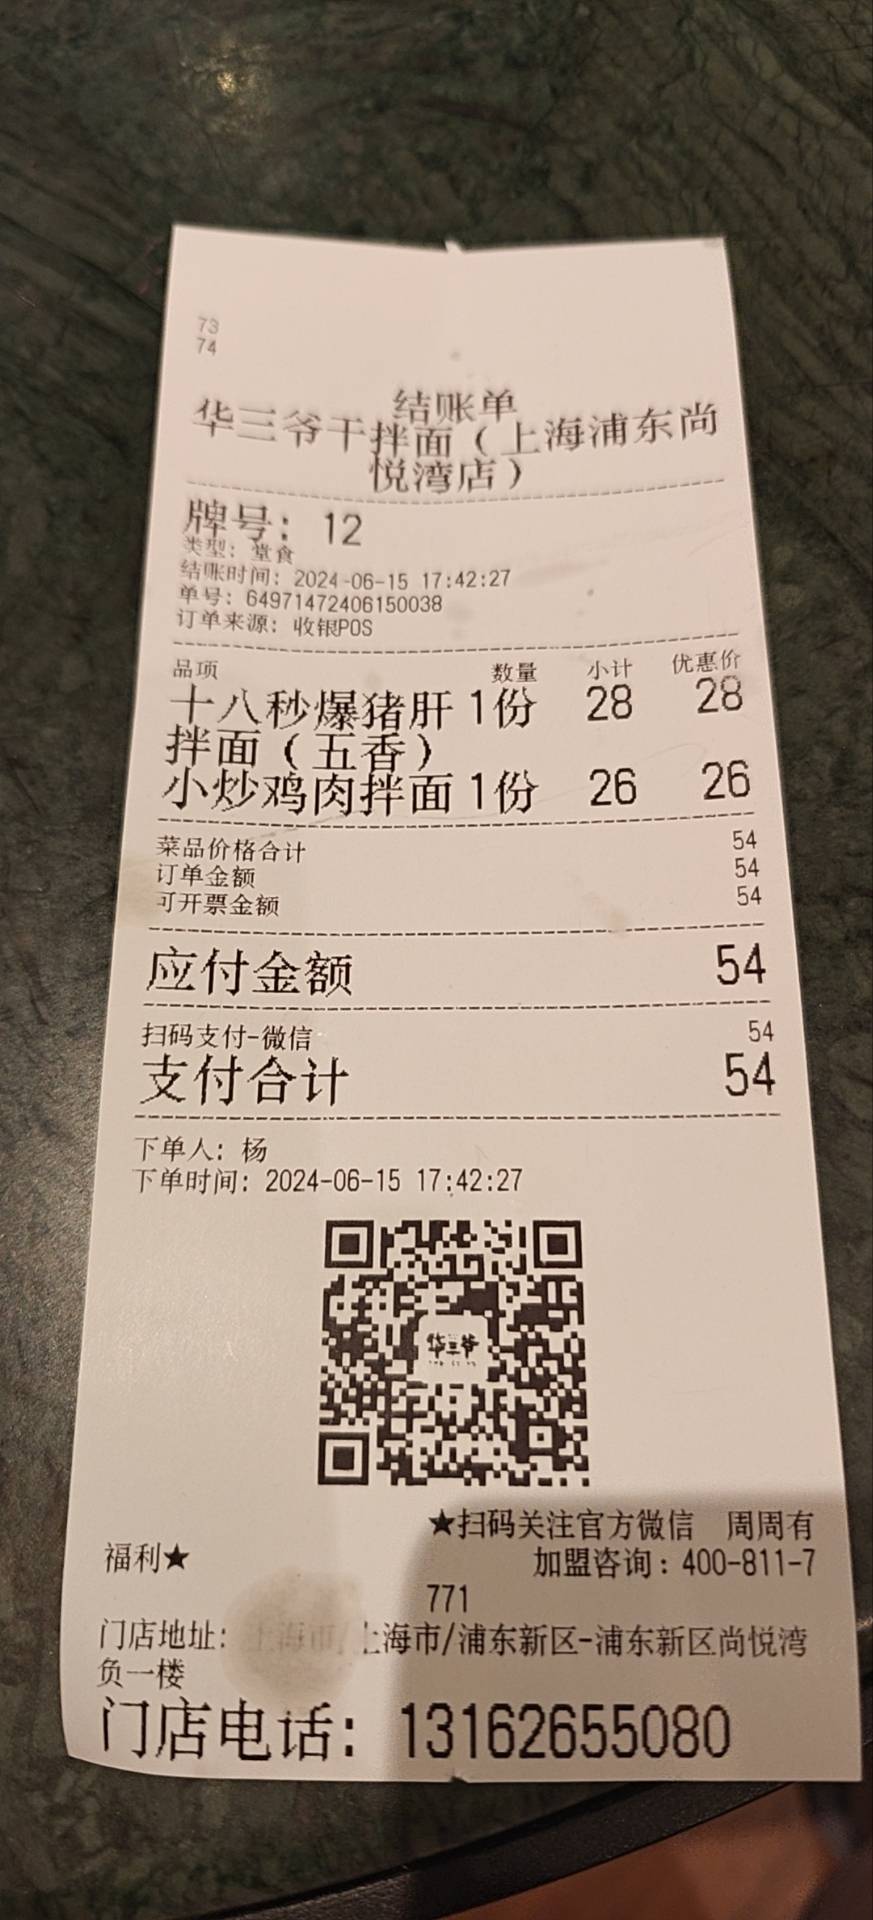 73
74
结账单
华三爷干拌面（上海浦东尚
悦湾店）
牌号：12
类型：堂食
结账时间：2024-06-15 17:42:27
单号：64971472406150038
订单来源：收银POS
品项 数量 小计 优惠价
十八秒爆猪肝 1份 28 28
拌面（五香）
小炒鸡肉拌面 1份 26 26
菜品价格合计 54
订单金额 54
可开票金额 54
应付金额 54
扫码支付-微信 54
支付合计 54
下单人：杨
下单时间：2024-06-15 17:42:27
华三爷
★扫码关注官方微信 周周有
福利★ 加盟咨询：400-811-7
771
门店地址：上海市/上海市/浦东新区-浦东新区尚悦湾
负一楼
门店电话：13162655080